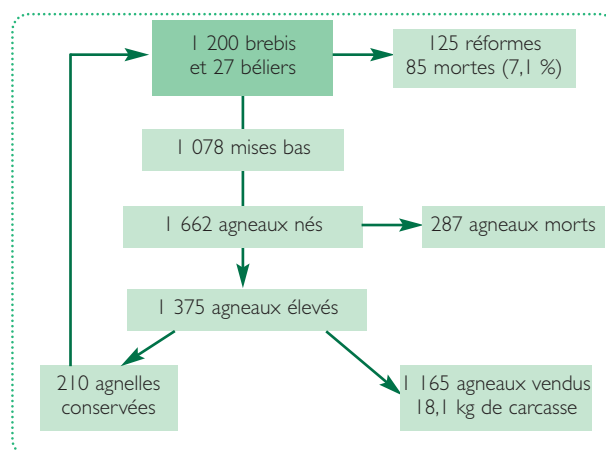 1 200 brebis
et 27 béliers
125 réformes
85 mortes (7,1 %)
1 078 mises bas
1 662 agneaux nés
287 agneaux morts
1 375 agneaux élevés
210 agnelles
conservées
1 165 agneaux vendus
18,1 kg de carcasse